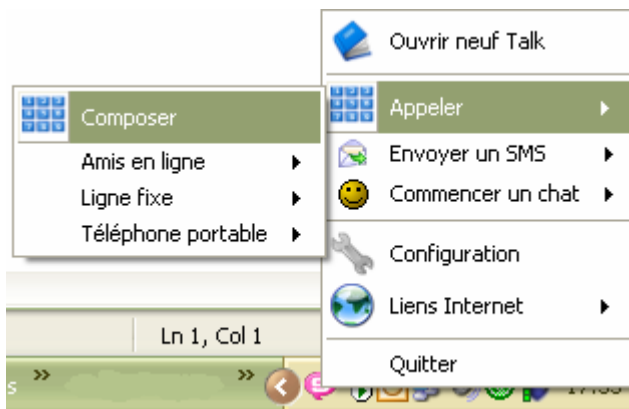 Ouvrir neuf Talk
Appeler
Composer
Amis en ligne
Ligne fixe
Téléphone portable
Envoyer un SMS
Commencer un chat
Configuration
Liens Internet
Quitter
Ln 1, Col 1
s » »